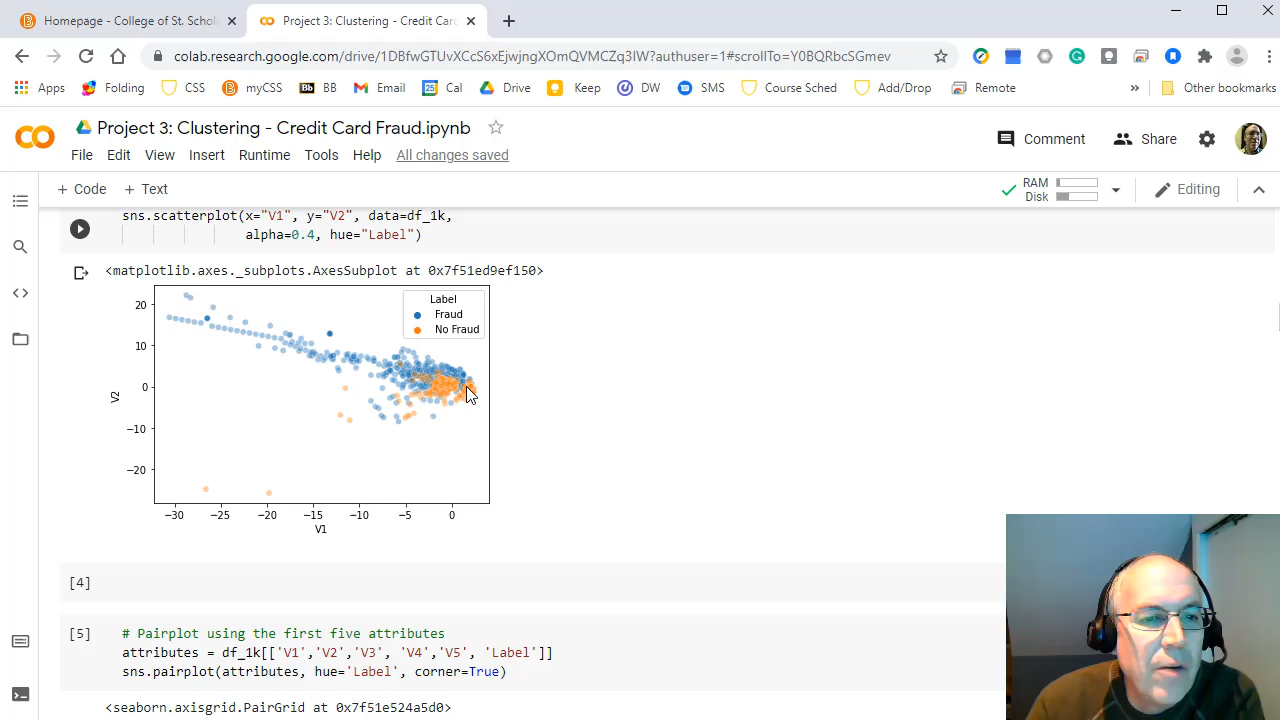 Homepage - College of St. Schol
Project 3: Clustering - Credit Card
colab.research.google.com/drive/1DBfwGTUvXCcS6xEjwjngXOmQVMCZq3IW?authuser=1#scrollTo=Y0BQRbcSGmev
Apps Folding CSS myCSS BB Email Cal Drive Keep DW SMS Course Sched Add/Drop Remote » Other bookmarks
Project 3: Clustering - Credit Card Fraud.ipynb
Comment Share
File Edit View Insert Runtime Tools Help All changes saved
+ Code + Text
RAM
Disk
Editing
sns.scatterplot(x="V1", y="V2", data=df_1k,
alpha=0.4, hue="Label")
<matplotlib.axes._subplots.AxesSubplot at 0x7f51ed9ef150>
Label
Fraud
No Fraud
20
10
0
−10
−20
V2
−30 −25 −20 −15 −10 −5 0
V1
[4]
[5] # Pairplot using the first five attributes
attributes = df_1k[['V1','V2','V3', 'V4','V5', 'Label']]
sns.pairplot(attributes, hue='Label', corner=True)
<seaborn.axisgrid.PairGrid at 0x7f51e524a5d0>